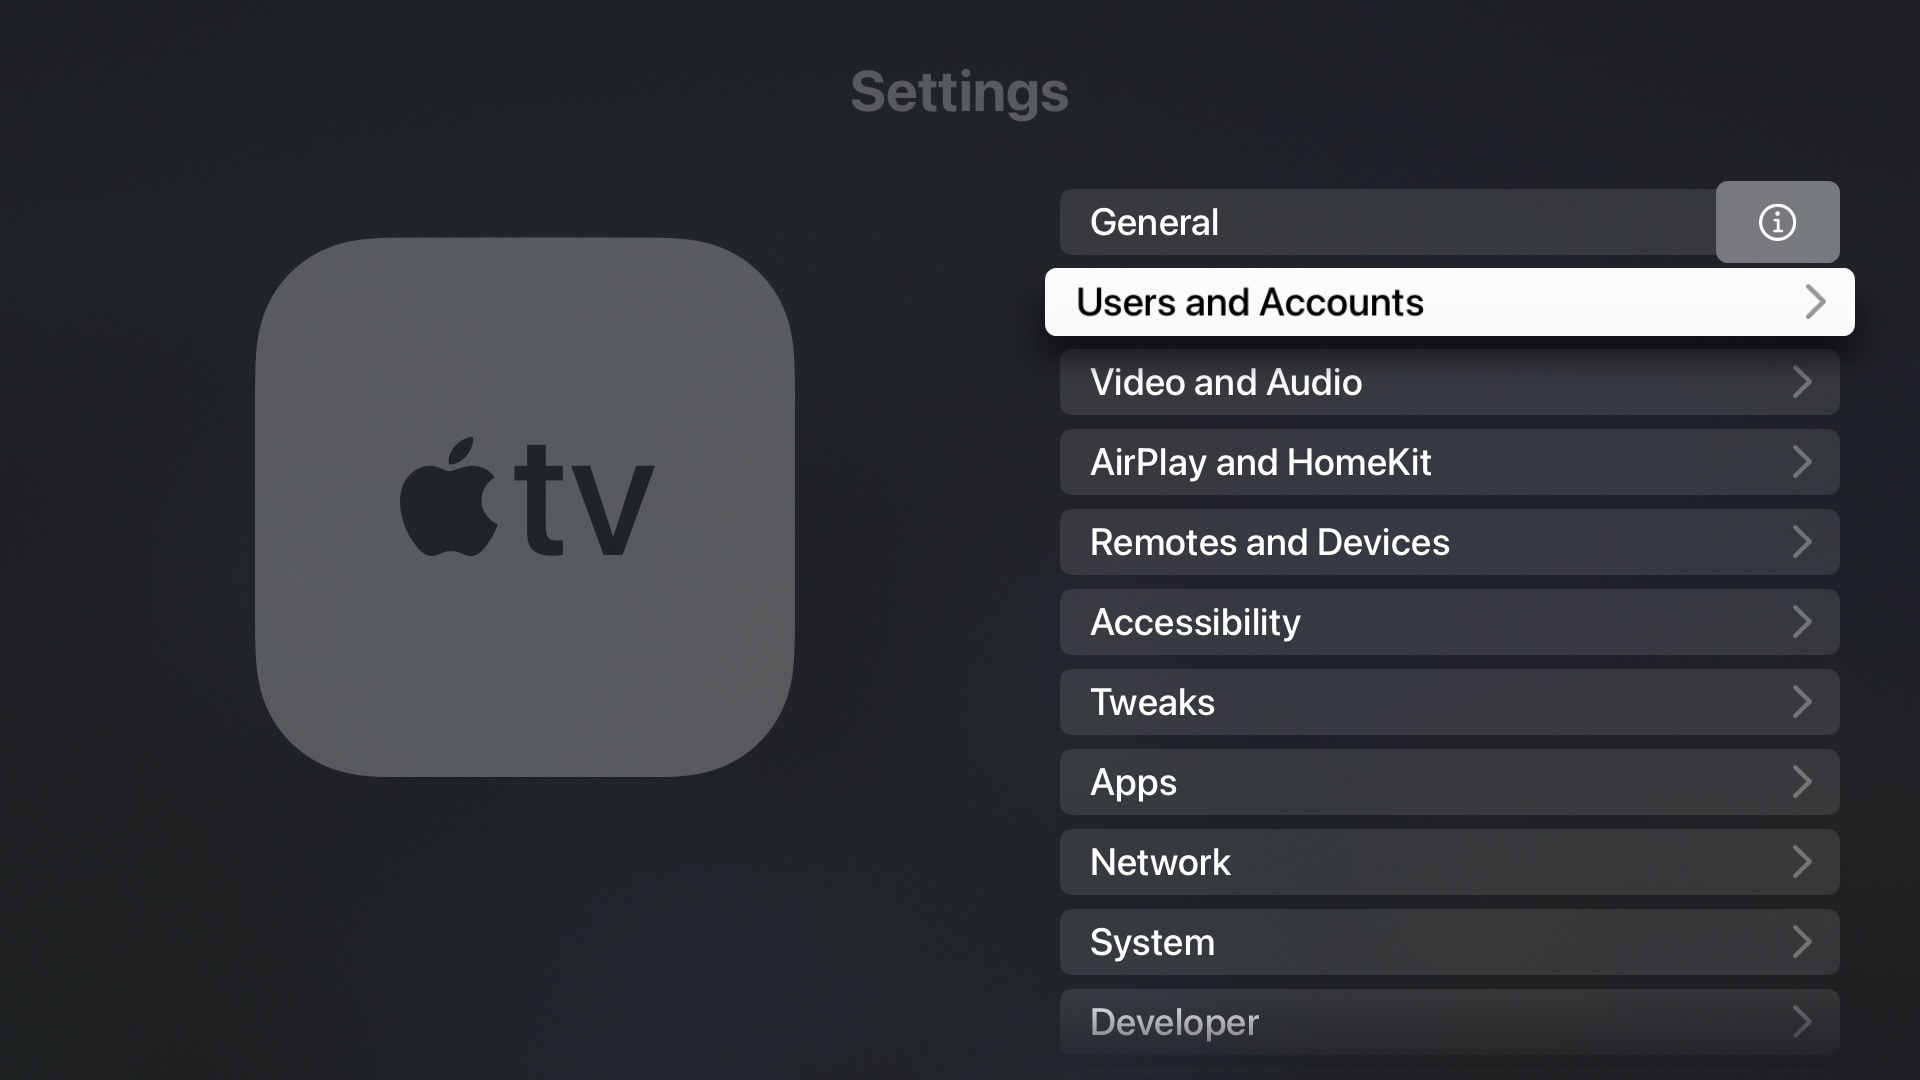 Settings
General
Users and Accounts
Video and Audio
AirPlay and HomeKit
Remotes and Devices
Accessibility
Tweaks
Apps
Network
System
Developer
tv